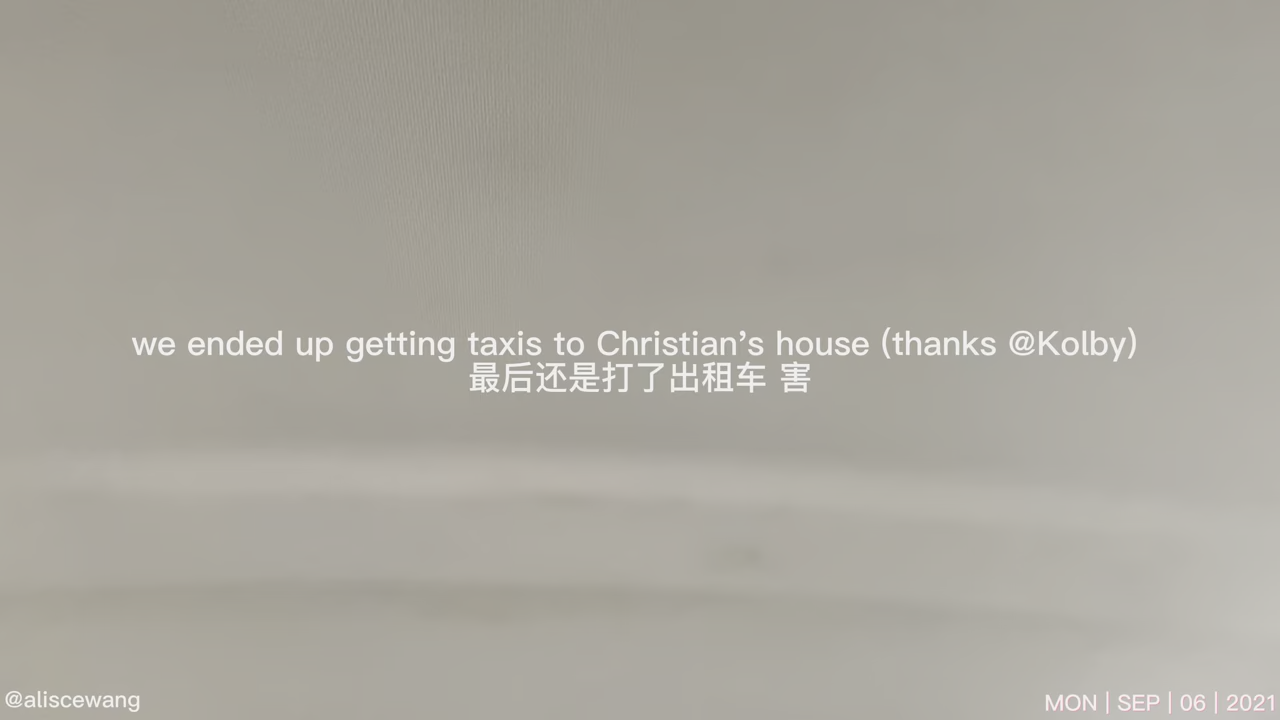 we ended up getting taxis to Christian’s house (thanks @Kolby)
最后还是打了出租车 害
@aliscewang
MON | SEP | 06 | 2021